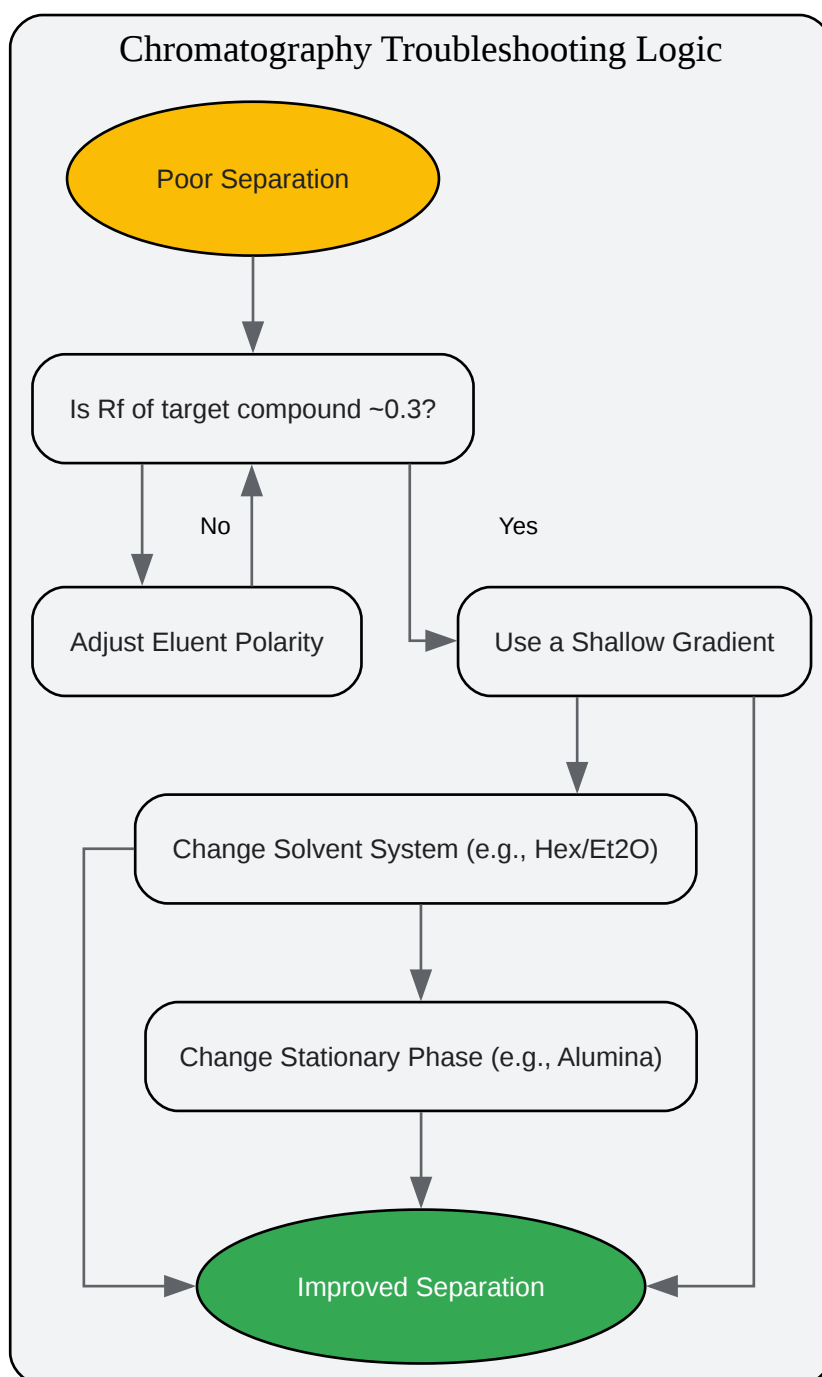 Chromatography Troubleshooting Logic
Poor Separation
Is Rf of target compound ~0.3?
No
Yes
Adjust Eluent Polarity
Use a Shallow Gradient
Change Solvent System (e.g., Hex/Et2O)
Change Stationary Phase (e.g., Alumina)
Improved Separation